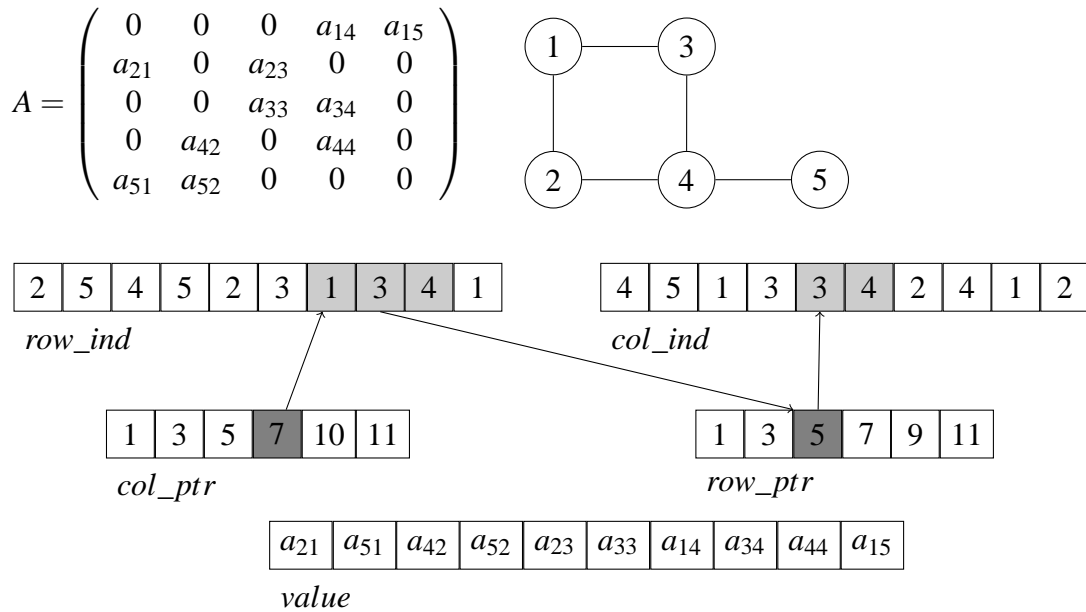 0 0 0 a14 a15
a21 0 a23 0 0
A = 0 0 a33 a34 0
0 a42 0 a44 0
a51 a52 0 0 0
1 3
2 4 5
2 5 4 5 2 3 1 3 4 1
row_ind
4 5 1 3 3 4 2 4 1 2
col_ind
1 3 5 7 10 11
col_ptr
1 3 5 7 9 11
row_ptr
a21 a51 a42 a52 a23 a33 a14 a34 a44 a15
value